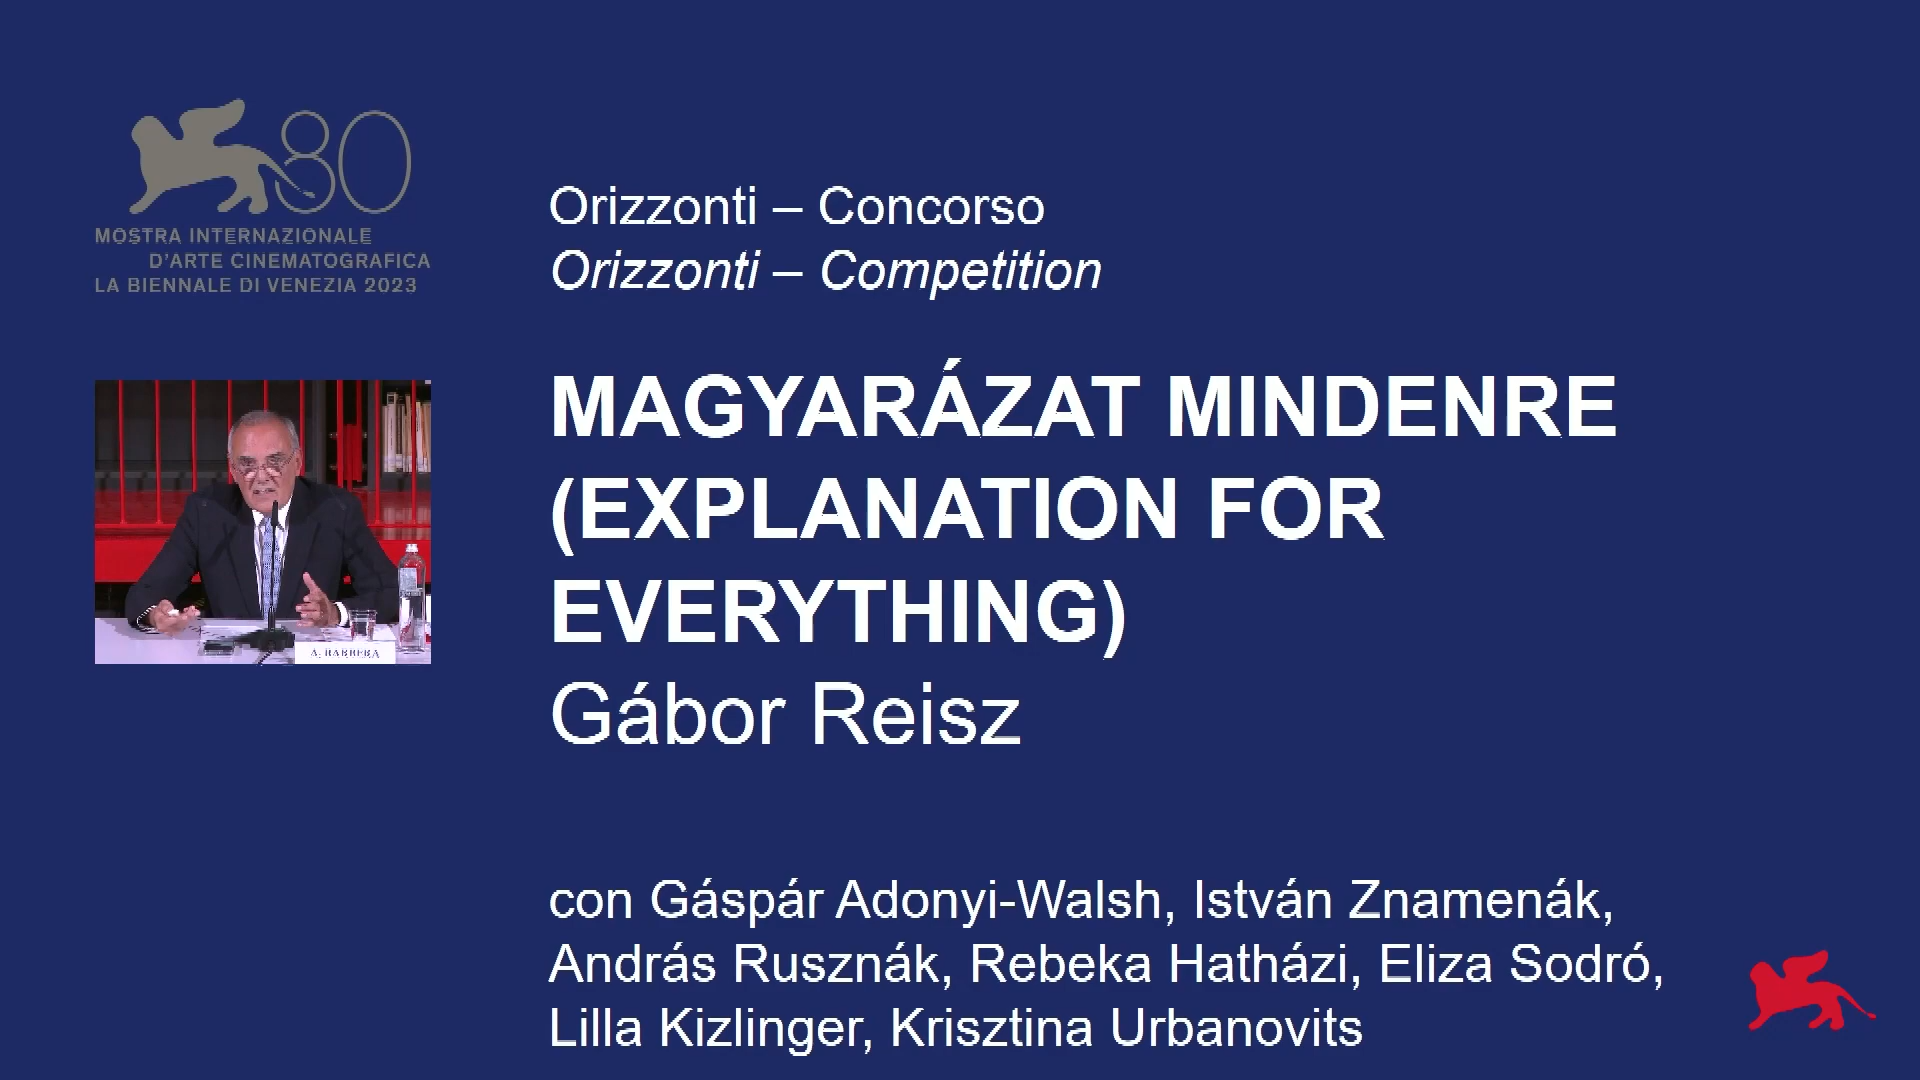 80
MOSTRA INTERNAZIONALE
D'ARTE CINEMATOGRAFICA
LA BIENNALE DI VENEZIA 2023
Orizzonti – Concorso
Orizzonti – Competition
MAGYARÁZAT MINDENRE
(EXPLANATION FOR
EVERYTHING)
Gábor Reisz
A. BARBERA
con Gáspár Adonyi-Walsh, István Znamenák,
András Rusznák, Rebeka Hatházi, Eliza Sodró,
Lilla Kizlinger, Krisztina Urbanovits